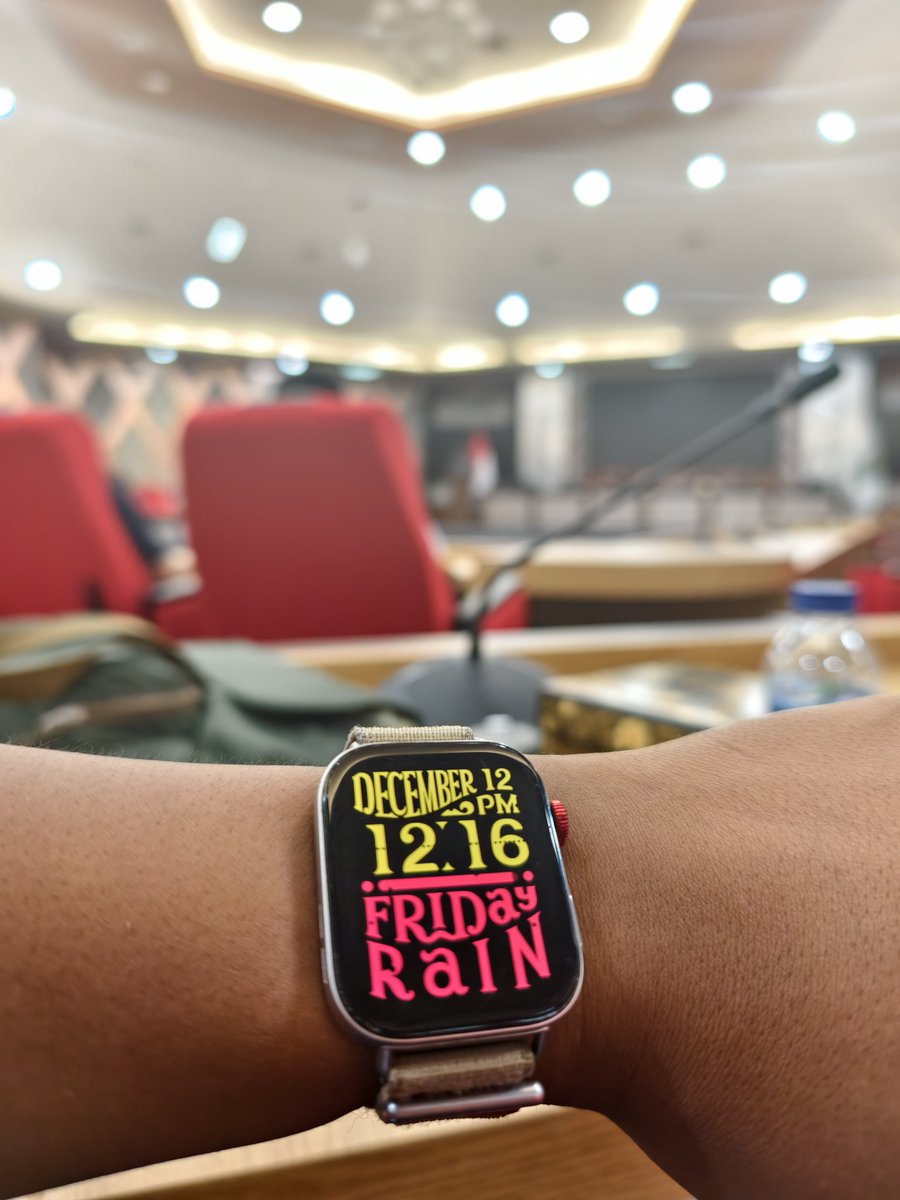 DECEMBER 12
PM
12:16
FRIDay
RaIN